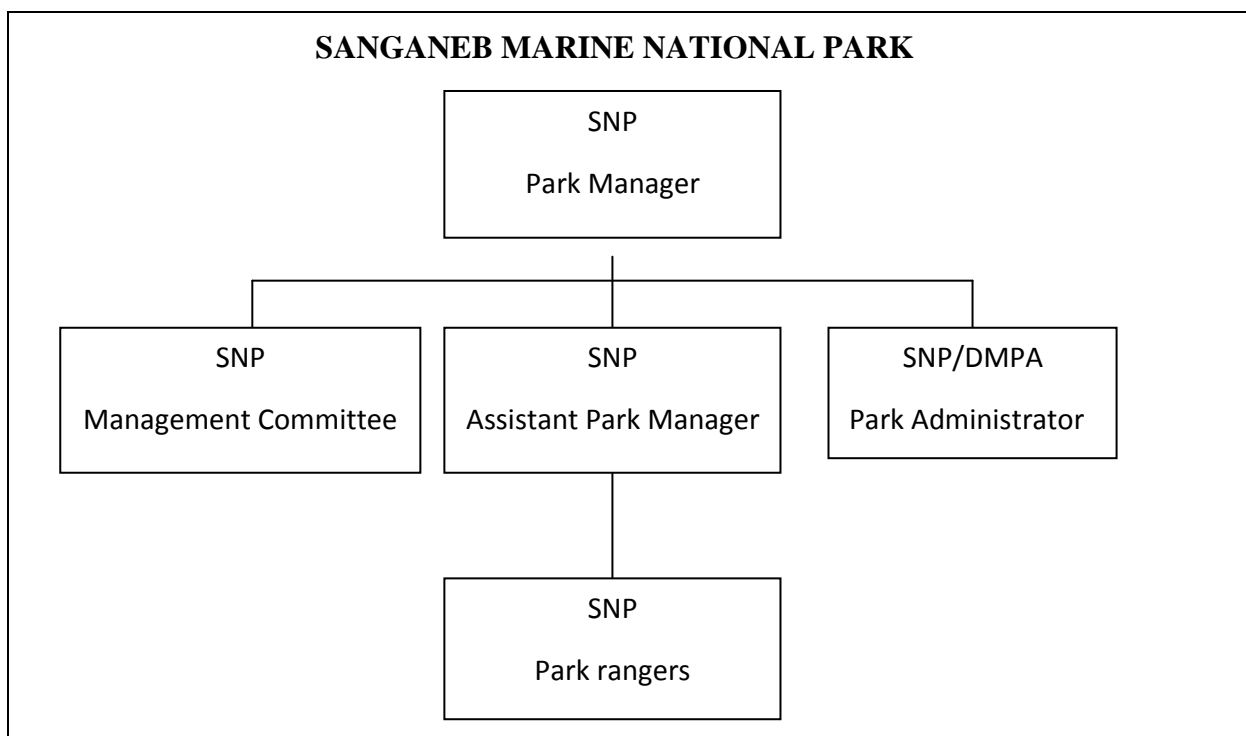 SANGANEB MARINE NATIONAL PARK
SNP
Park Manager
SNP
Management Committee
SNP
Assistant Park Manager
SNP/DMPA
Park Administrator
SNP
Park rangers